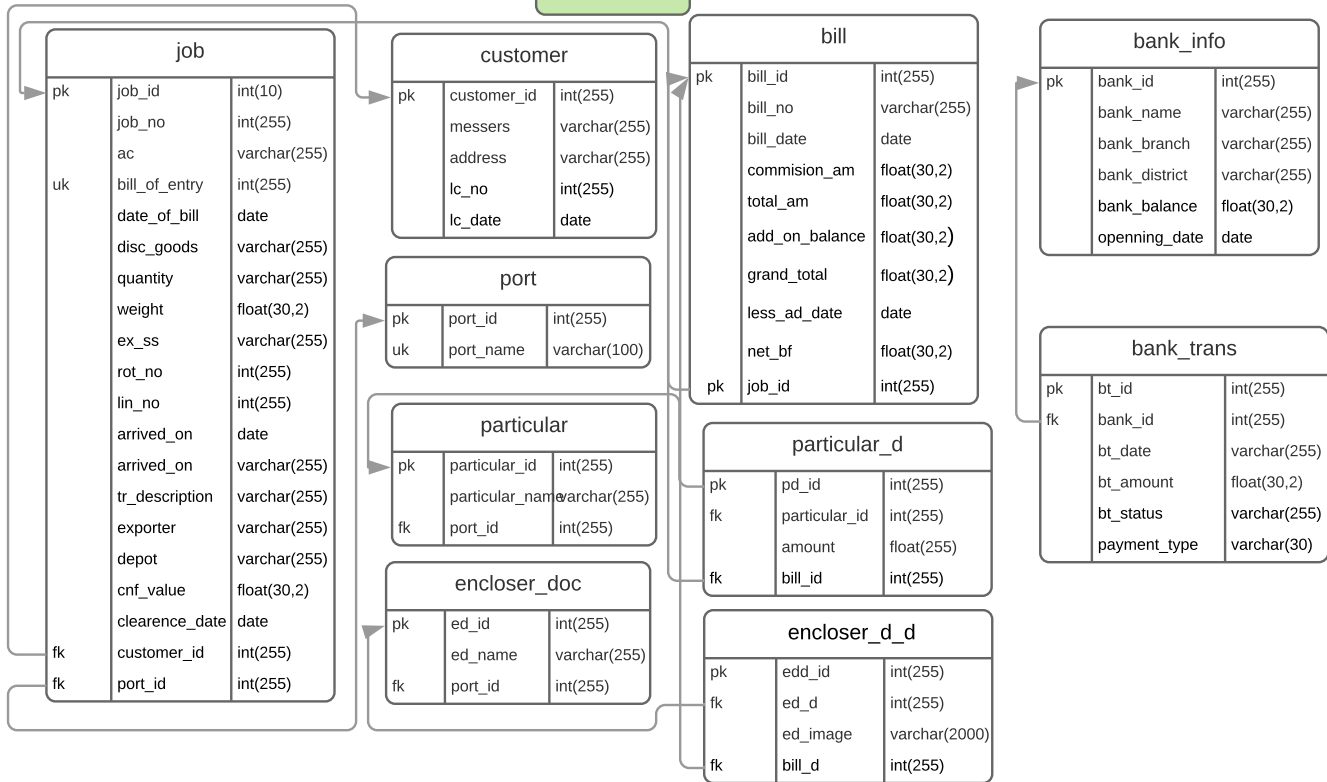 job
pk job_id int(10)
job_no int(255)
ac varchar(255)
uk bill_of_entry int(255)
date_of_bill date
disc_goods varchar(255)
quantity varchar(255)
weight float(30,2)
ex_ss varchar(255)
rot_no int(255)
lin_no int(255)
arrived_on date
arrived_on varchar(255)
tr_description varchar(255)
exporter varchar(255)
depot varchar(255)
cnf_value float(30,2)
clearence_date date
fk customer_id int(255)
fk port_id int(255)
customer
pk customer_id int(255)
messers varchar(255)
address varchar(255)
lc_no int(255)
lc_date date
port
pk port_id int(255)
uk port_name varchar(100)
particular
pk particular_id int(255)
particular_name varchar(255)
fk port_id int(255)
encloser_doc
pk ed_id int(255)
ed_name varchar(255)
fk port_id int(255)
bill
pk bill_id int(255)
bill_no varchar(255)
bill_date date
commision_am float(30,2)
total_am float(30,2)
add_on_balance float(30,2)
grand_total float(30,2)
less_ad_date date
net_bf float(30,2)
pk job_id int(255)
particular_d
pk pd_id int(255)
fk particular_id int(255)
amount float(255)
fk bill_id int(255)
encloser_d_d
pk edd_id int(255)
fk ed_d int(255)
ed_image varchar(2000)
fk bill_d int(255)
bank_info
pk bank_id int(255)
bank_name varchar(255)
bank_branch varchar(255)
bank_district varchar(255)
bank_balance float(30,2)
openning_date date
bank_trans
pk bt_id int(255)
fk bank_id int(255)
bt_date varchar(255)
bt_amount float(30,2)
bt_status varchar(255)
payment_type varchar(30)